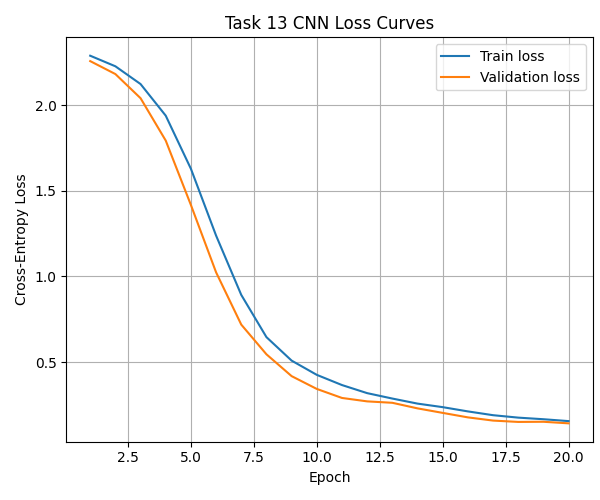 Task 13 CNN Loss Curves
Train loss
Validation loss
Cross-Entropy Loss
2.0
1.5
1.0
0.5
2.5 5.0 7.5 10.0 12.5 15.0 17.5 20.0
Epoch